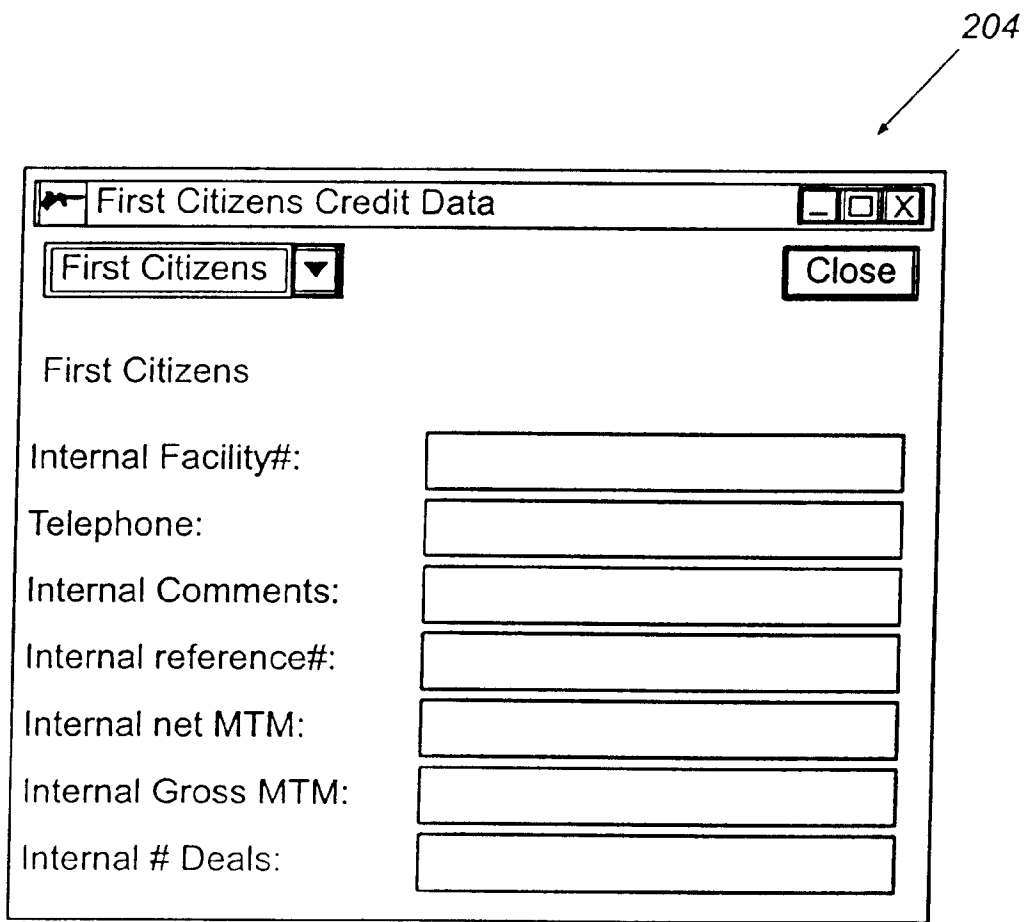 204
First Citizens Credit Data
First Citizens Close
First Citizens
Internal Facility#:
Telephone:
Internal Comments:
Internal reference#:
Internal net MTM:
Internal Gross MTM:
Internal # Deals: